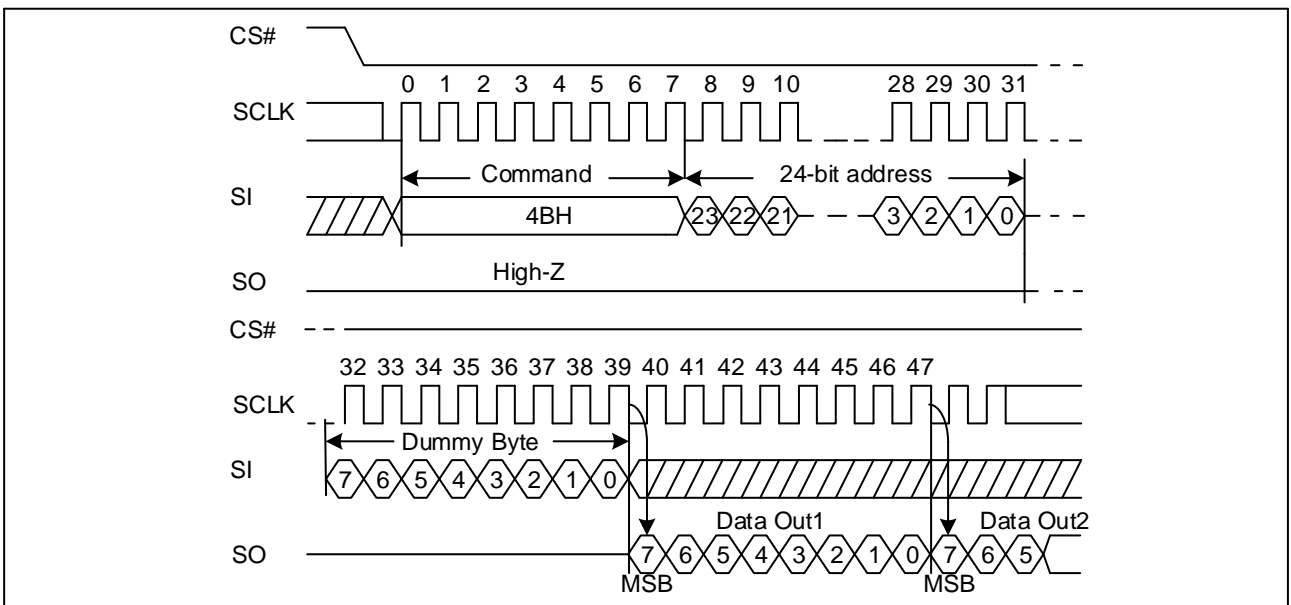 CS#
0 1 2 3 4 5 6 7 8 9 10 28 29 30 31
SCLK
Command 24-bit address
SI
4BH 23 22 21 3 2 1 0
High-Z
SO
CS#
32 33 34 35 36 37 38 39 40 41 42 43 44 45 46 47
SCLK
Dummy Byte
SI
7 6 5 4 3 2 1 0
Data Out1 Data Out2
SO
7 6 5 4 3 2 1 0 7 6 5
MSB MSB